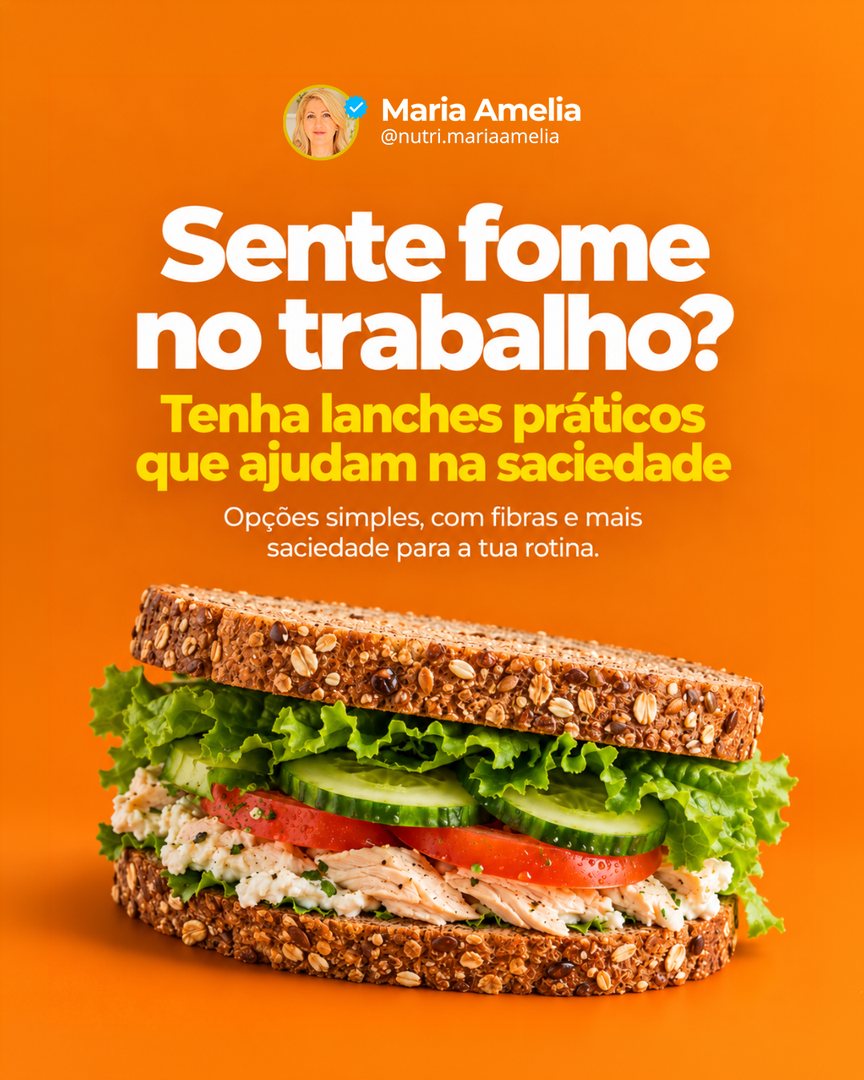 Maria Amelia
@nutri.mariaamelia
Sente fome
no trabalho?
Tenha lanches práticos
que ajudam na saciedade
Opções simples, com fibras e mais
saciedade para a tua rotina.